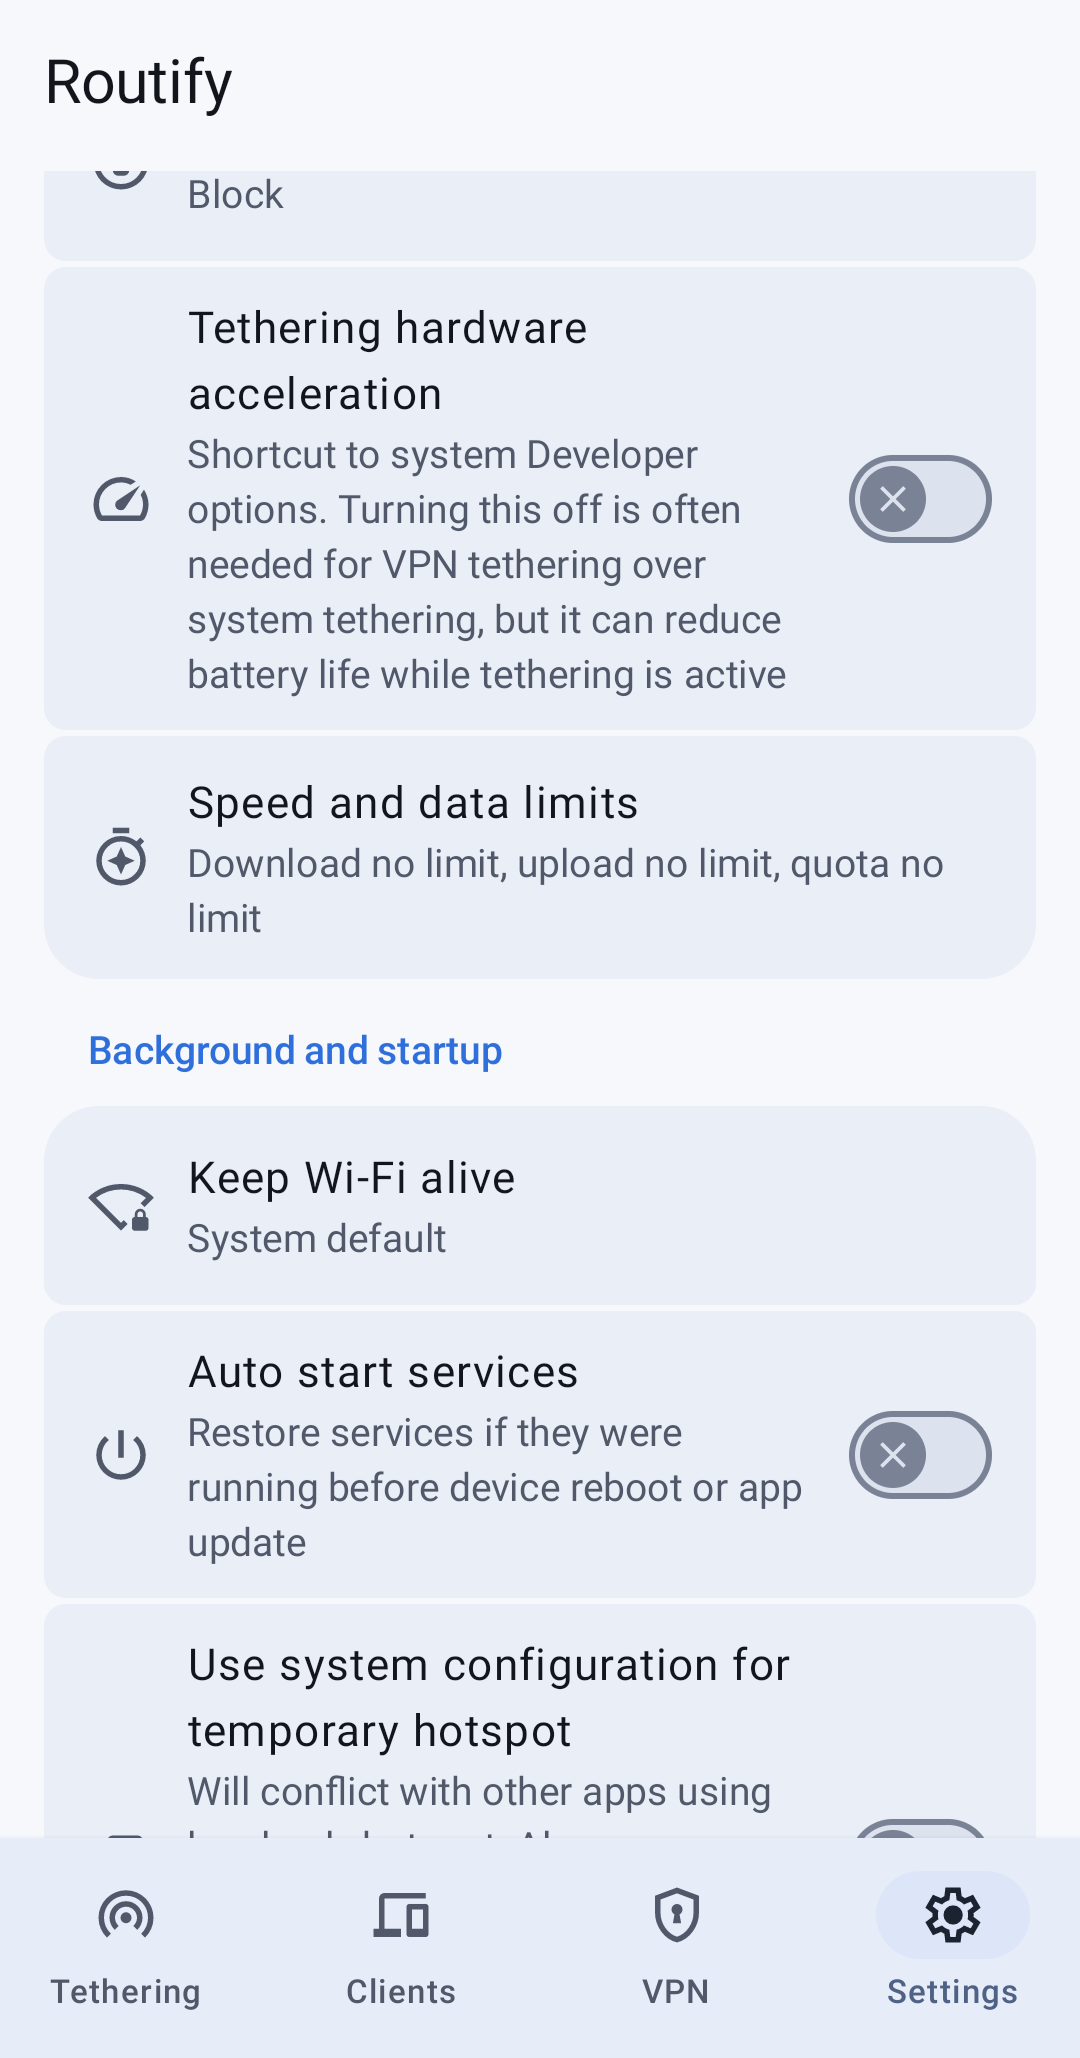 Routify
Block
Tethering hardware
acceleration
Shortcut to system Developer
options. Turning this off is often
needed for VPN tethering over
system tethering, but it can reduce
battery life while tethering is active
Speed and data limits
Download no limit, upload no limit, quota no
limit
Background and startup
Keep Wi-Fi alive
System default
Auto start services
Restore services if they were
running before device reboot or app
update
Use system configuration for
temporary hotspot
Will conflict with other apps using
Tethering
Clients
VPN
Settings